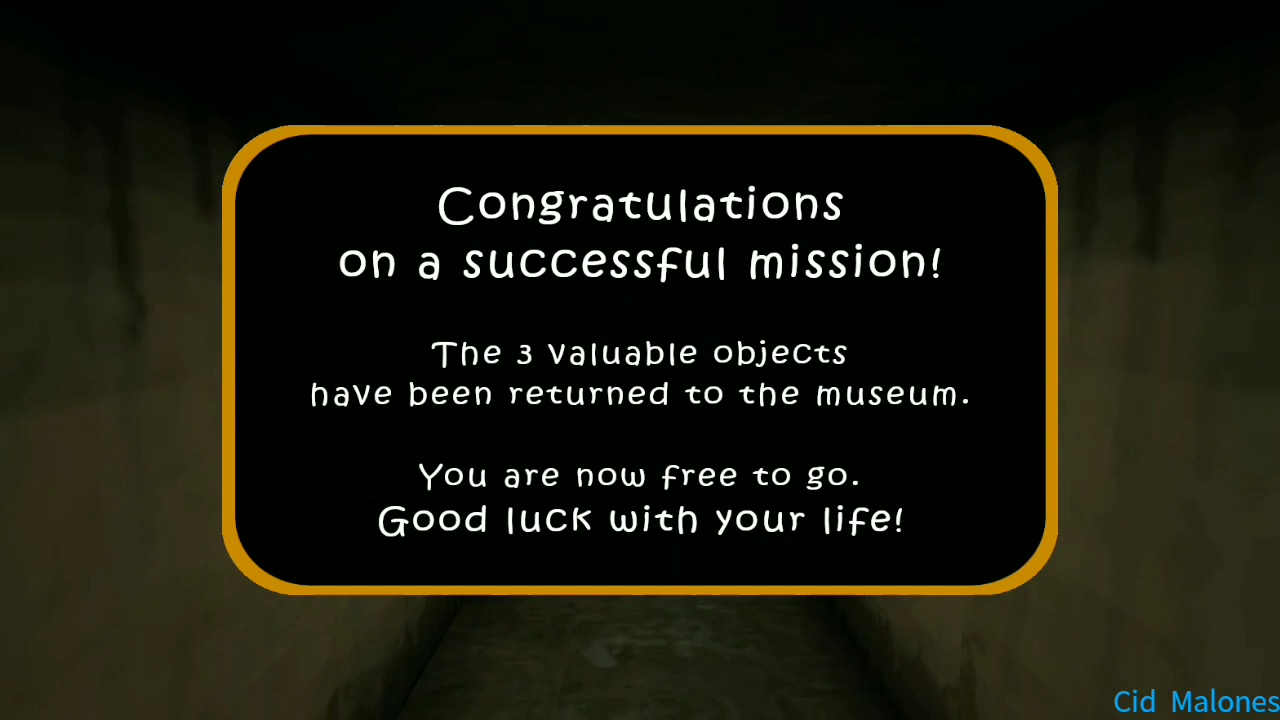 Congratulations
on a successful mission!
The 3 valuable objects
have been returned to the museum.
You are now free to go.
Good luck with your life!
Cid Malones